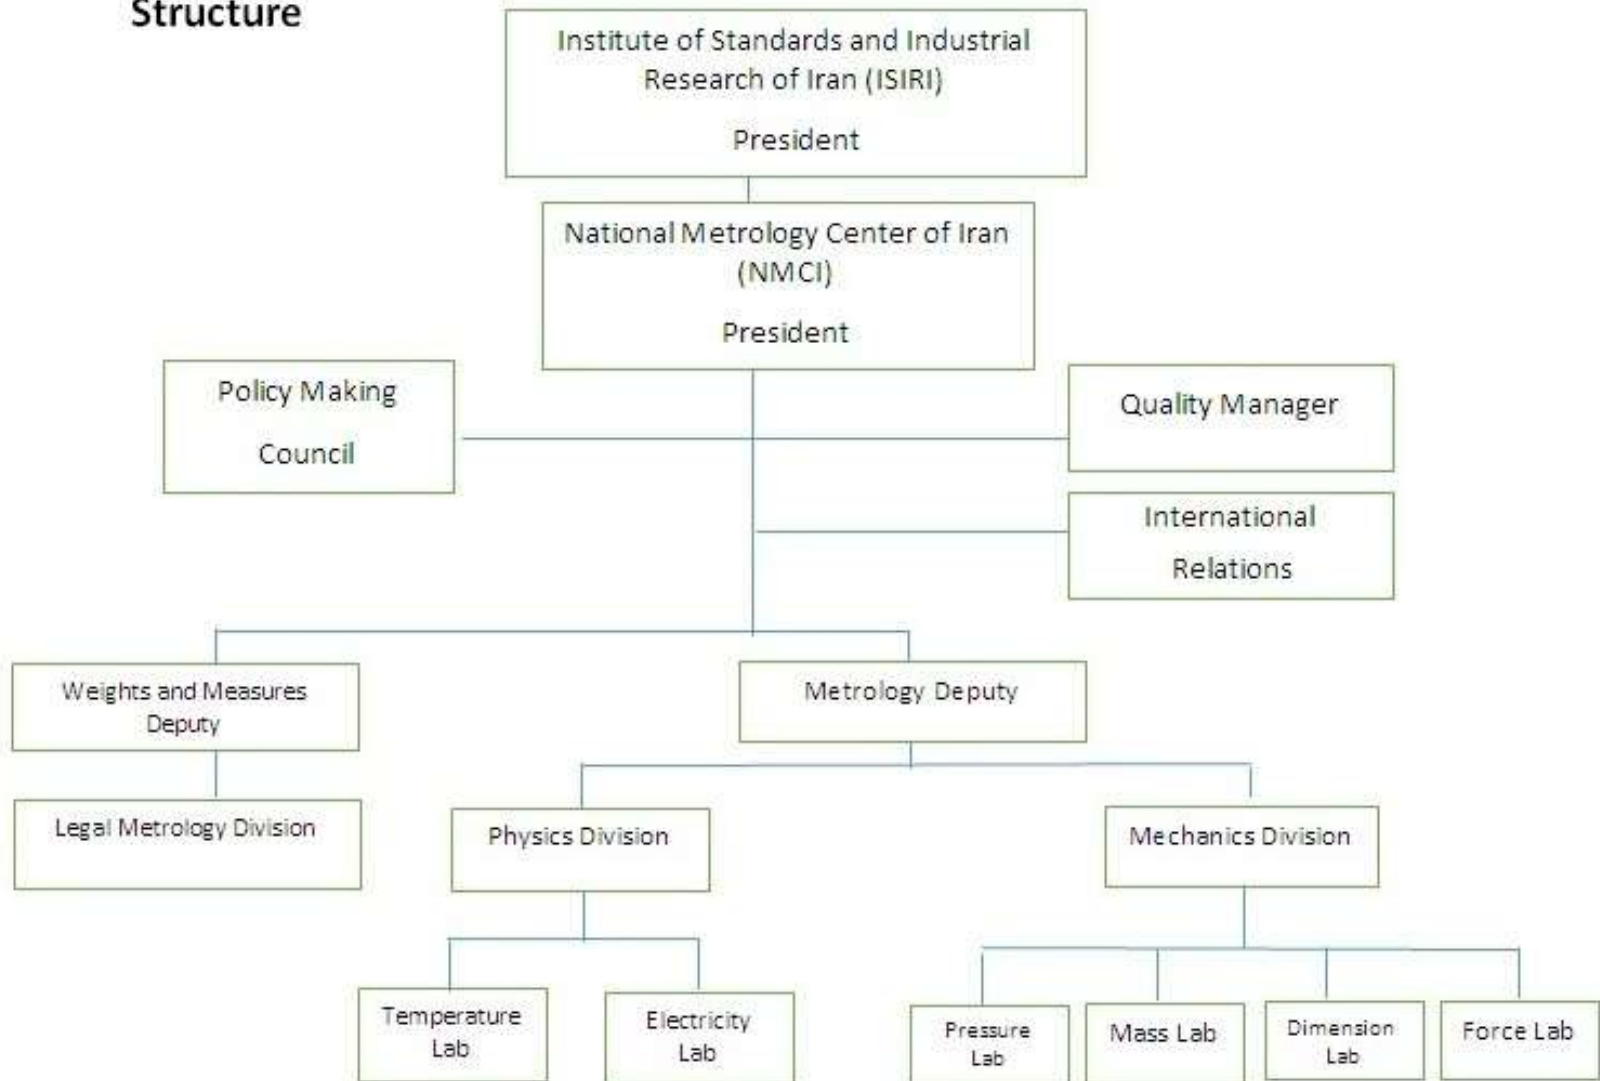 Structure
Institute of Standards and Industrial
Research of Iran (ISIRI)
President
National Metrology Center of Iran
(NMCI)
President
Policy Making
Council
Quality Manager
International
Relations
Weights and Measures
Deputy
Metrology Deputy
Legal Metrology Division
Physics Division
Mechanics Division
Temperature
Lab
Electricity
Lab
Pressure
Lab
Mass Lab
Dimension
Lab
Force Lab